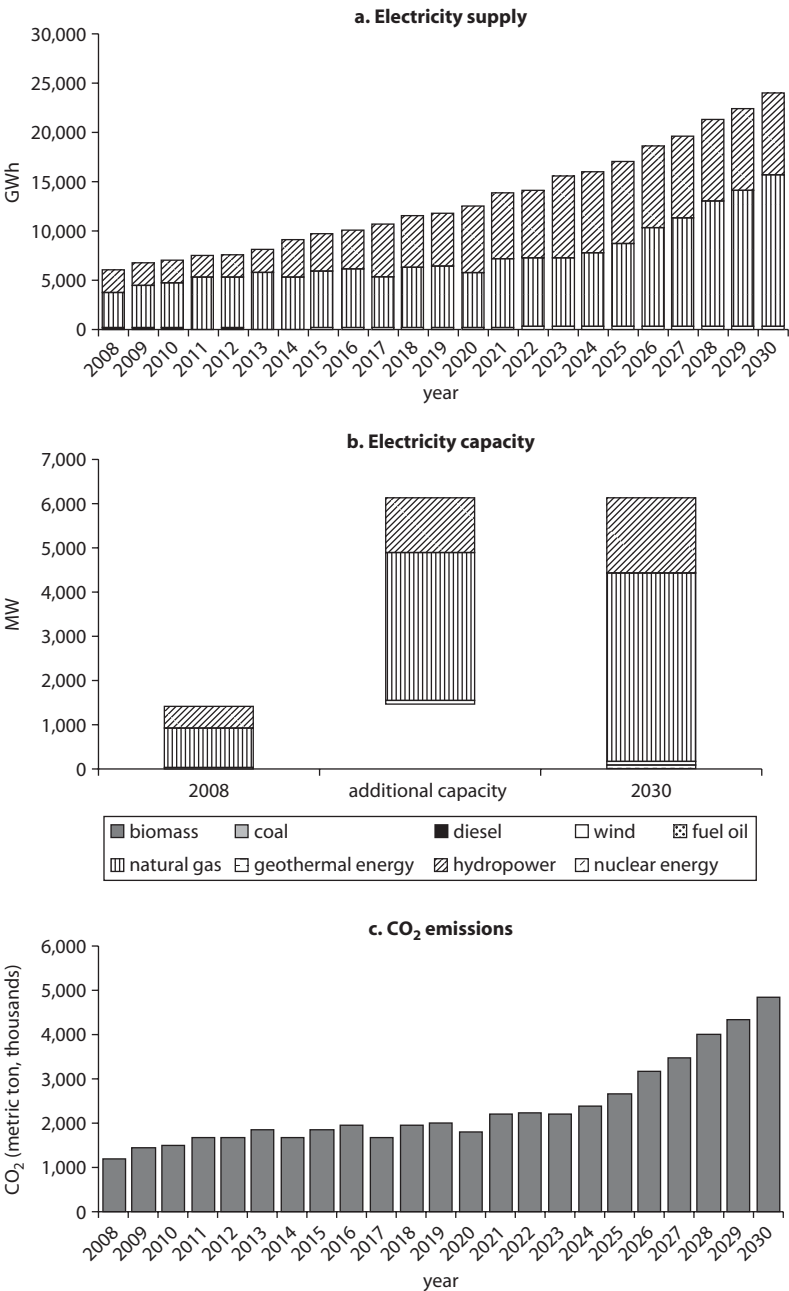 a. Electricity supply
30,000
25,000
20,000
15,000
10,000
5,000
0
GWh
2008 2009 2010 2011 2012 2013 2014 2015 2016 2017 2018 2019 2020 2021 2022 2023 2024 2025 2026 2027 2028 2029 2030
year
b. Electricity capacity
7,000
6,000
5,000
4,000
3,000
2,000
1,000
0
MW
2008 additional capacity 2030
biomass coal diesel wind fuel oil
natural gas geothermal energy hydropower nuclear energy
c. CO₂ emissions
6,000
5,000
4,000
3,000
2,000
1,000
0
CO₂ (metric ton, thousands)
2008 2009 2010 2011 2012 2013 2014 2015 2016 2017 2018 2019 2020 2021 2022 2023 2024 2025 2026 2027 2028 2029 2030
year